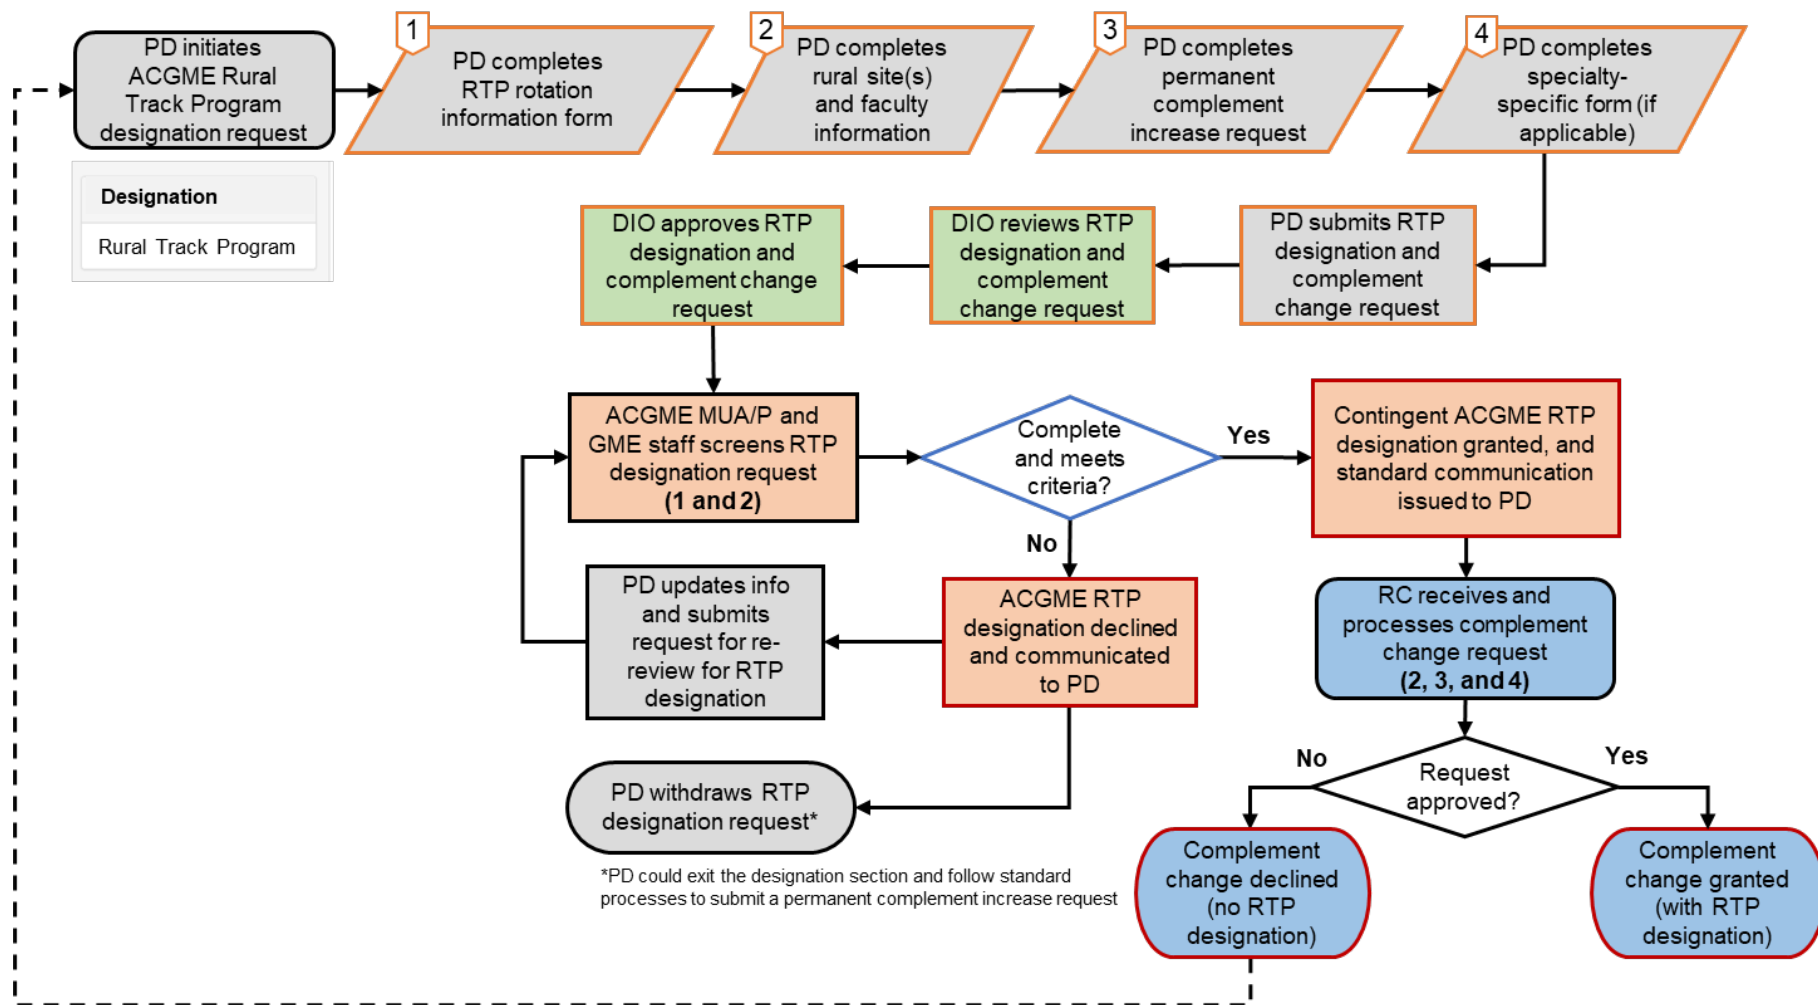 PD initiates
ACGME Rural
Track Program
designation request
1
PD completes
RTP rotation
information form
2
PD completes
rural site(s)
and faculty
information
3
PD completes
permanent
complement
increase request
4
PD completes
specialty-
specific form (if
applicable)
Designation
Rural Track Program
DIO approves RTP
designation and
complement change
request
DIO reviews RTP
designation and
complement
change request
PD submits RTP
designation and
complement
change request
ACGME MUA/P and
GME staff screens RTP
designation request
(1 and 2)
Complete
and meets
criteria?
Yes
Contingent ACGME RTP
designation granted, and
standard communication
issued to PD
No
PD updates info
and submits
request for re-
review for RTP
designation
ACGME RTP
designation declined
and communicated
to PD
RC receives and
processes complement
change request
(2, 3, and 4)
PD withdraws RTP
designation request*
No
Request
approved?
Yes
*PD could exit the designation section and follow standard
processes to submit a permanent complement increase request
Complement
change declined
(no RTP
designation)
Complement
change granted
(with RTP
designation)